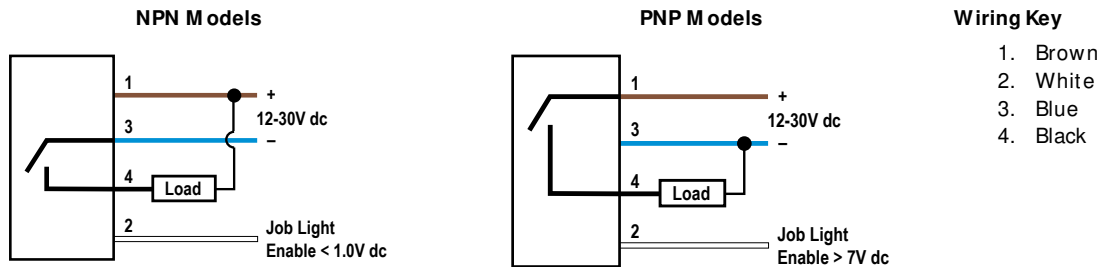 NPN Models
1
+
12-30V dc
3
–
4
Load
2
Job Light
Enable < 1.0V dc
PNP Models
1
+
12-30V dc
3
–
4
Load
2
Job Light
Enable > 7V dc
Wiring Key
1. Brown
2. White
3. Blue
4. Black